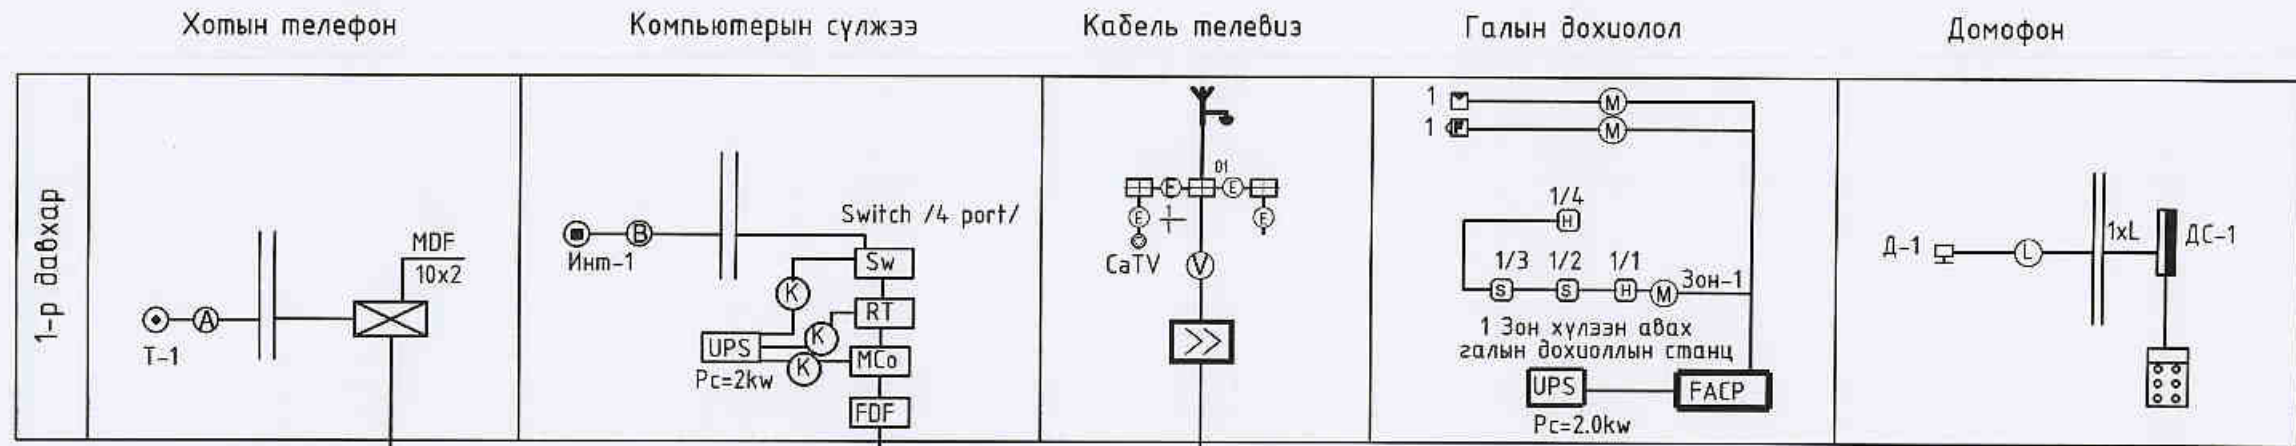 Хотын телефон
Компьютерын сүлжээ
Кабель телевиз
Галын дохиолол
Домофон
1-р давхар
MDF
10x2
A
T-1
Switch /4 port/
B
Инт-1
Sw
K
RT
K
UPS
MCo
K
Pc=2kw
FDF
01
E
E
E
1
E
CaTV
V
1
M
1
F
M
1/4
H
1/3
1/2
1/1
S
S
H
M
Зон-1
1 Зон хүлээн авах
галын дохиоллын станц
UPS
FACP
Pc=2.0kw
Д-1
L
1xL
ДС-1